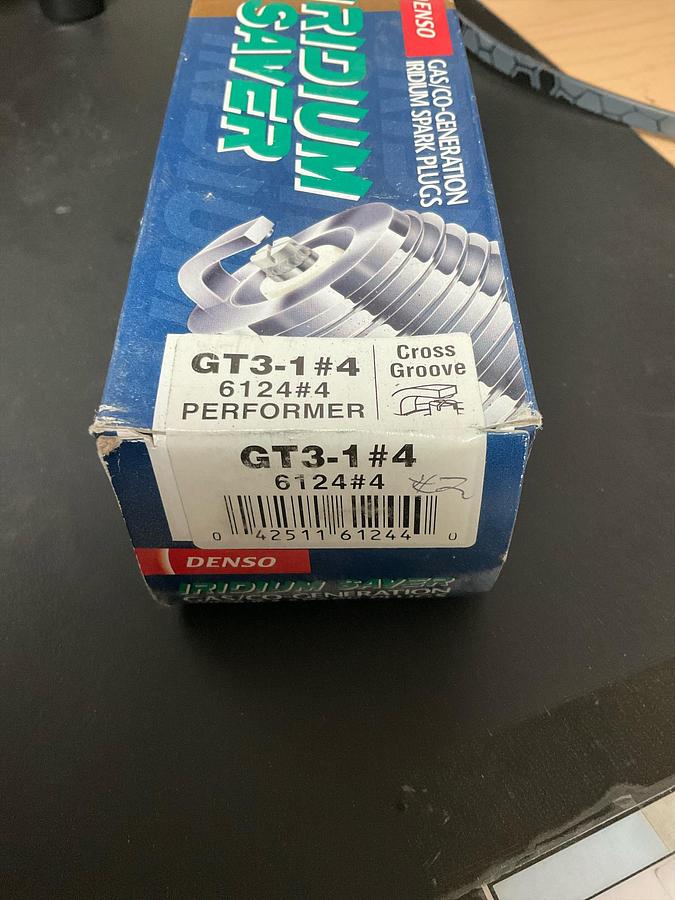 IRIDIUM
SAVER
DENSO
GAS/CO-GENERATION
IRIDIUM SPARK PLUGS
GT3-1#4
6124#4
PERFORMER
Cross
Groove
GT3-1#4
6124#4
#2
0 42511 61244 0
DENSO
IRIDIUM SAVER
GAS/CO-GENERATION